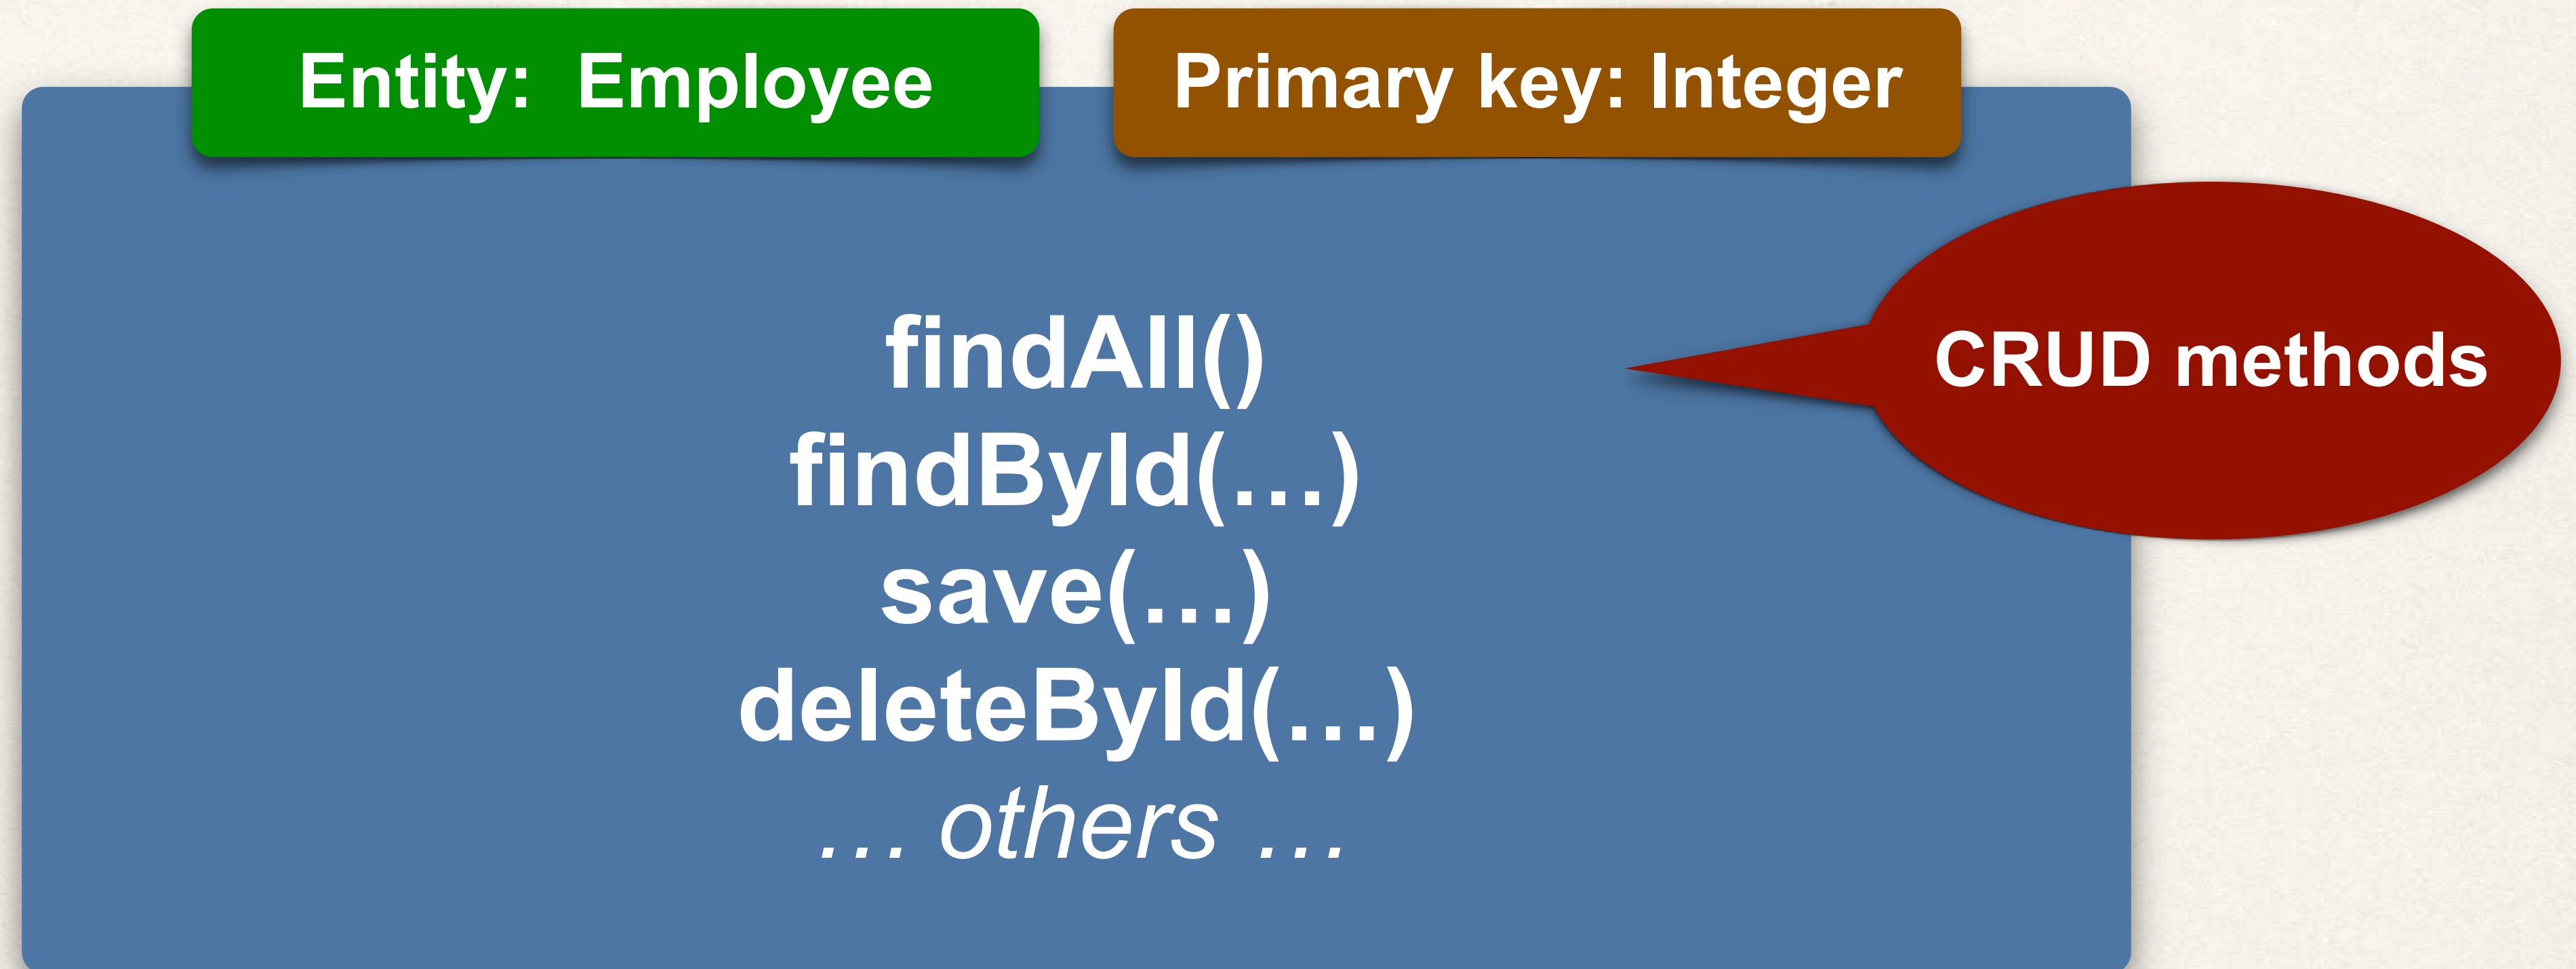 Entity: Employee
Primary key: Integer
findAll()
findById(…)
save(…)
deleteById(…)
… others …
CRUD methods